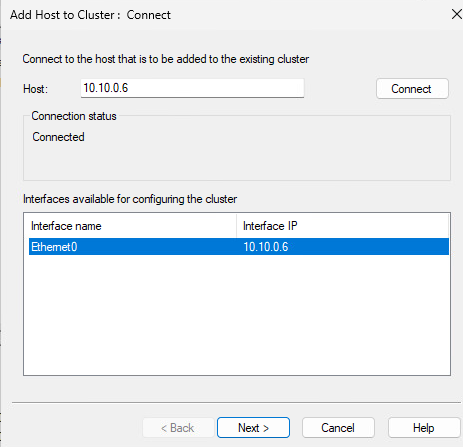 Add Host to Cluster : Connect
Connect to the host that is to be added to the existing cluster
Host: 10.10.0.6 Connect
Connection status
Connected
Interfaces available for configuring the cluster
Interface name Interface IP
Ethernet0 10.10.0.6
< Back Next > Cancel Help